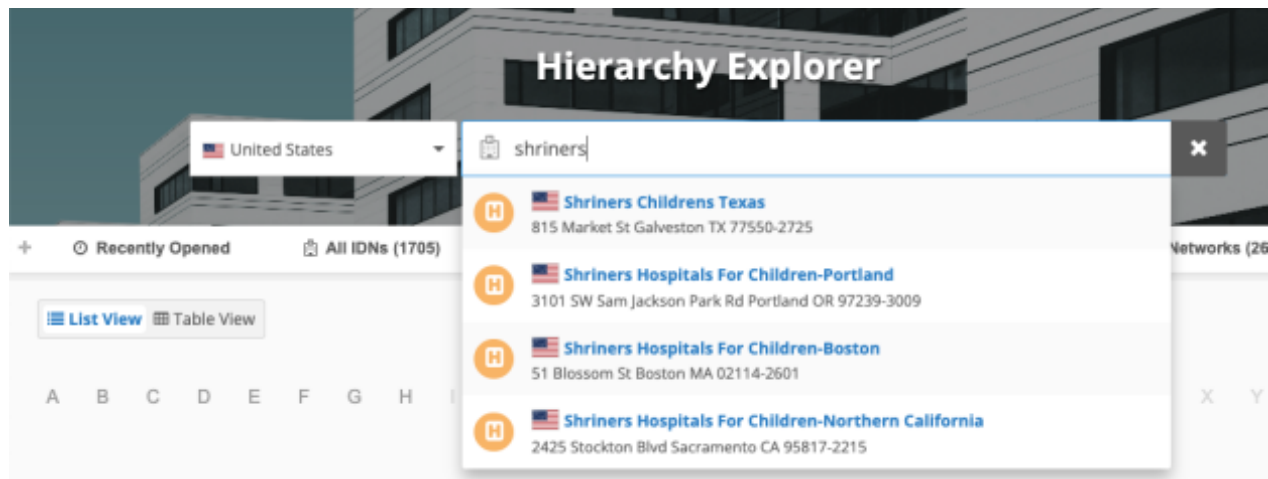 Hierarchy Explorer
United States
shriners
Shriners Childrens Texas
815 Market St Galveston TX 77550-2725
Recently Opened
All IDNs (1705)
Networks (26
Shriners Hospitals For Children-Portland
3101 SW Sam Jackson Park Rd Portland OR 97239-3009
List View Table View
Shriners Hospitals For Children-Boston
51 Blossom St Boston MA 02114-2601
A B C D E F G H I X Y
Shriners Hospitals For Children-Northern California
2425 Stockton Blvd Sacramento CA 95817-2215